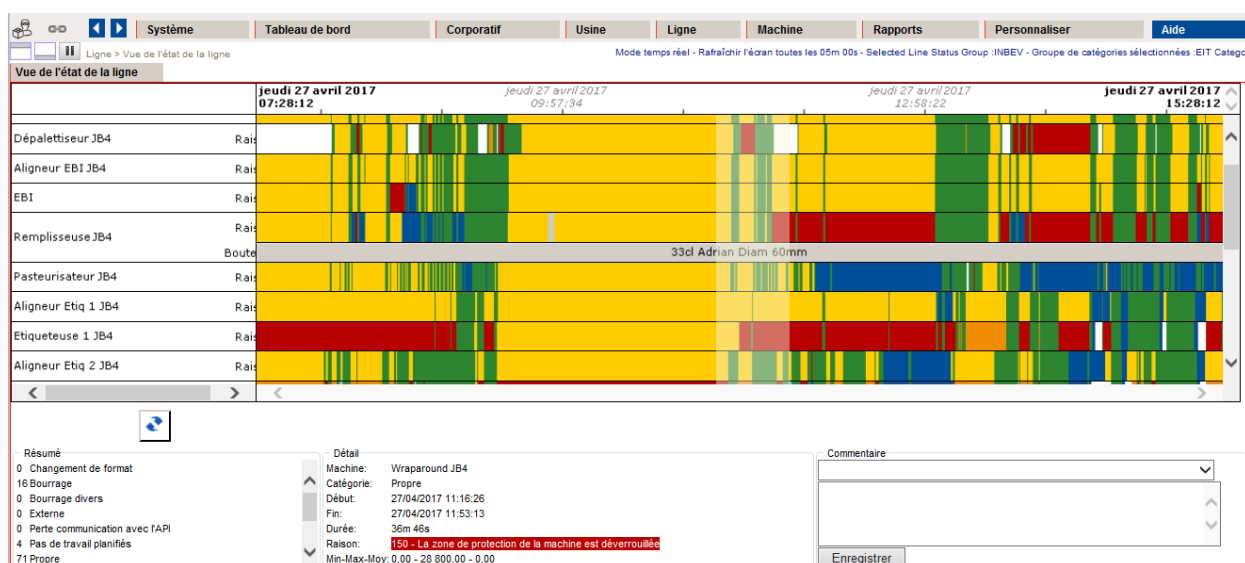 Système Tableau de bord Corporatif Usine Ligne Machine Rapports Personnaliser Aide
Ligne > Vue de l'état de la ligne
Mode temps réel - Rafraîchir l'écran toutes les 05m 00s - Selected Line Status Group :INBEV - Groupe de catégories sélectionnées :EIT Catego
Vue de l'état de la ligne
jeudi 27 avril 2017 jeudi 27 avril 2017 jeudi 27 avril 2017 jeudi 27 avril 2017
07:28:12 09:57:34 12:58:22 15:28:12
Dépalettiseur JB4 Rais
Aligneur EBI JB4 Rais
EBI Rais
Remplisseuse JB4 Rais
Boute 33cl Adrian Diam 60mm
Pasteurisateur JB4 Rais
Aligneur Etiq 1 JB4 Rais
Etiqueteuse 1 JB4 Rais
Aligneur Etiq 2 JB4 Rais
Résumé
0 Changement de format
16 Bourrage
0 Bourrage divers
0 Externe
0 Perte communication avec l'API
4 Pas de travail planifiés
71 Propre
Détail
Machine: Wraparound JB4
Catégorie: Propre
Début: 27/04/2017 11:16:26
Fin: 27/04/2017 11:53:13
Durée: 36m 46s
Raison: 150 - La zone de protection de la machine est déverrouillée
Min-Max-Moy: 0.00 - 28 800.00 - 0.00
Commentaire
Enregistrer